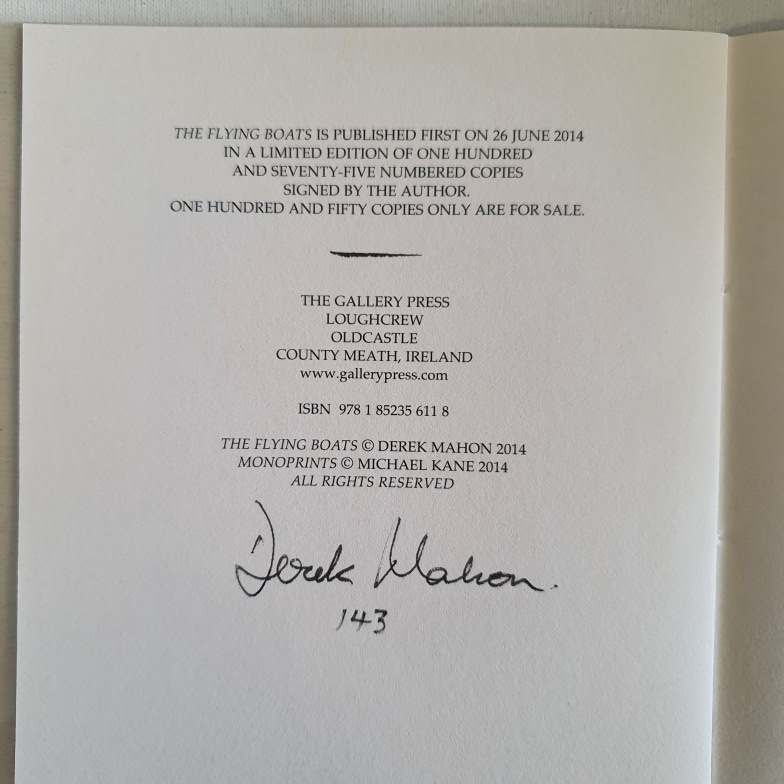 THE FLYING BOATS IS PUBLISHED FIRST ON 26 JUNE 2014
IN A LIMITED EDITION OF ONE HUNDRED
AND SEVENTY-FIVE NUMBERED COPIES
SIGNED BY THE AUTHOR.
ONE HUNDRED AND FIFTY COPIES ONLY ARE FOR SALE.
THE GALLERY PRESS
LOUGHCREW
OLDCASTLE
COUNTY MEATH, IRELAND
www.gallerypress.com
ISBN 978 1 85235 611 8
THE FLYING BOATS © DEREK MAHON 2014
MONOPRINTS © MICHAEL KANE 2014
ALL RIGHTS RESERVED
Derek Mahon.
143